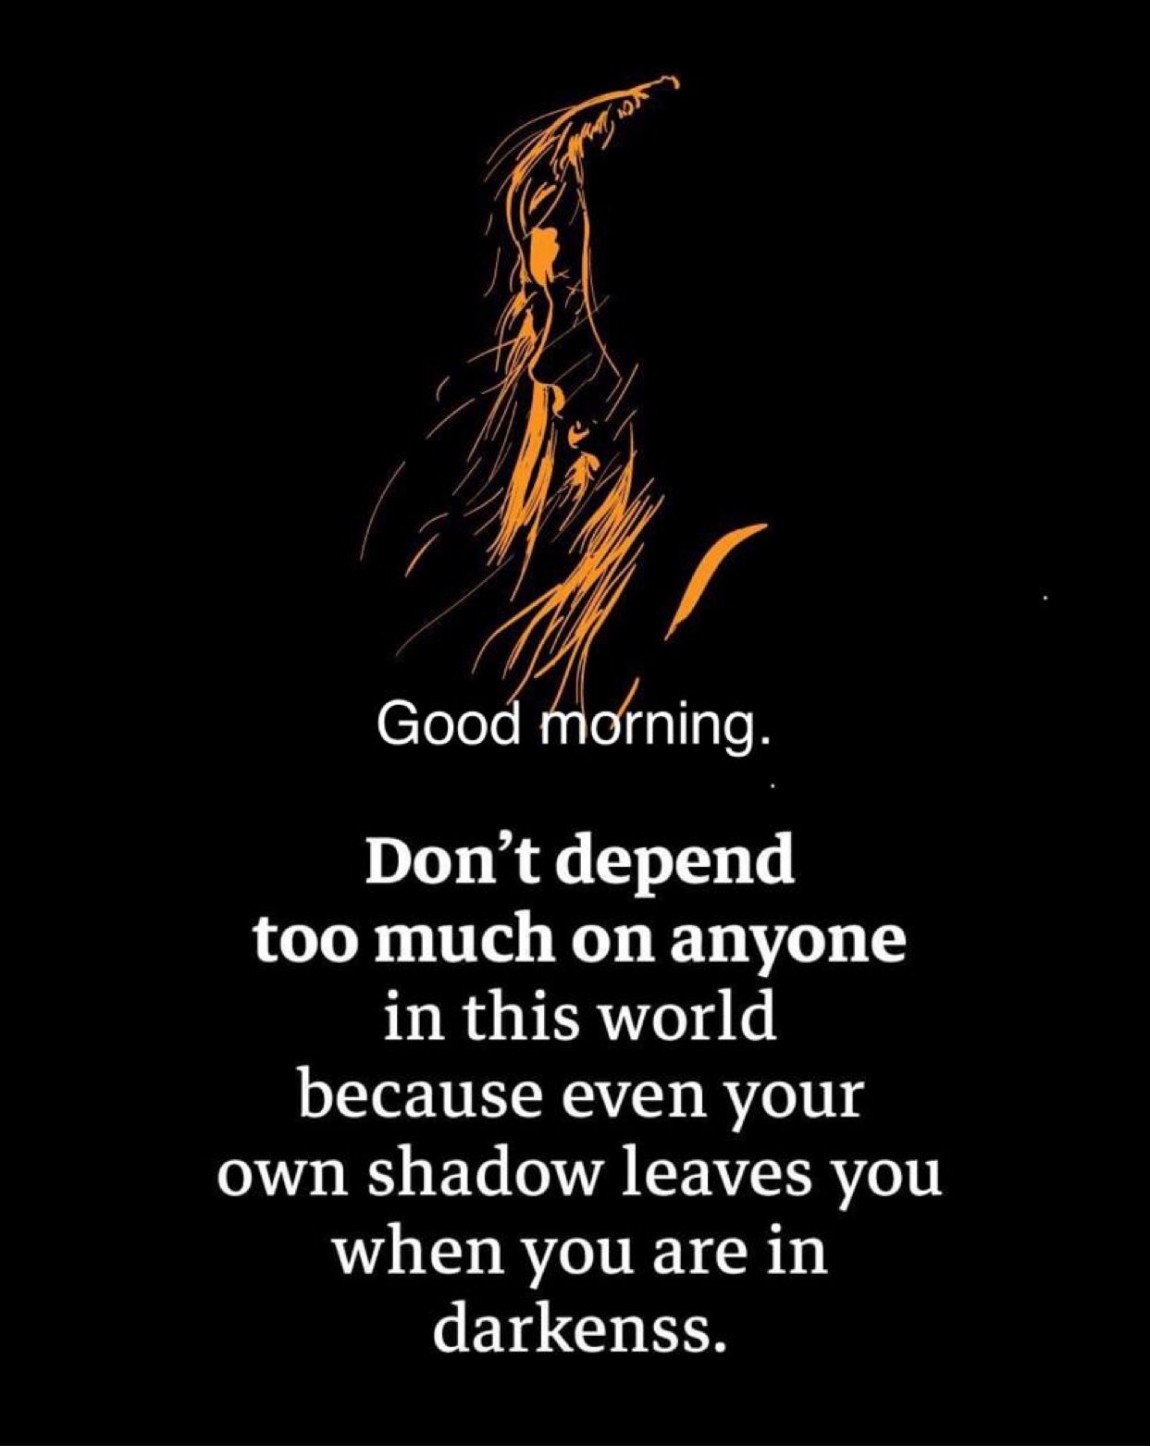 Good morning.
Don’t depend
too much on anyone
in this world
because even your
own shadow leaves you
when you are in
darkenss.